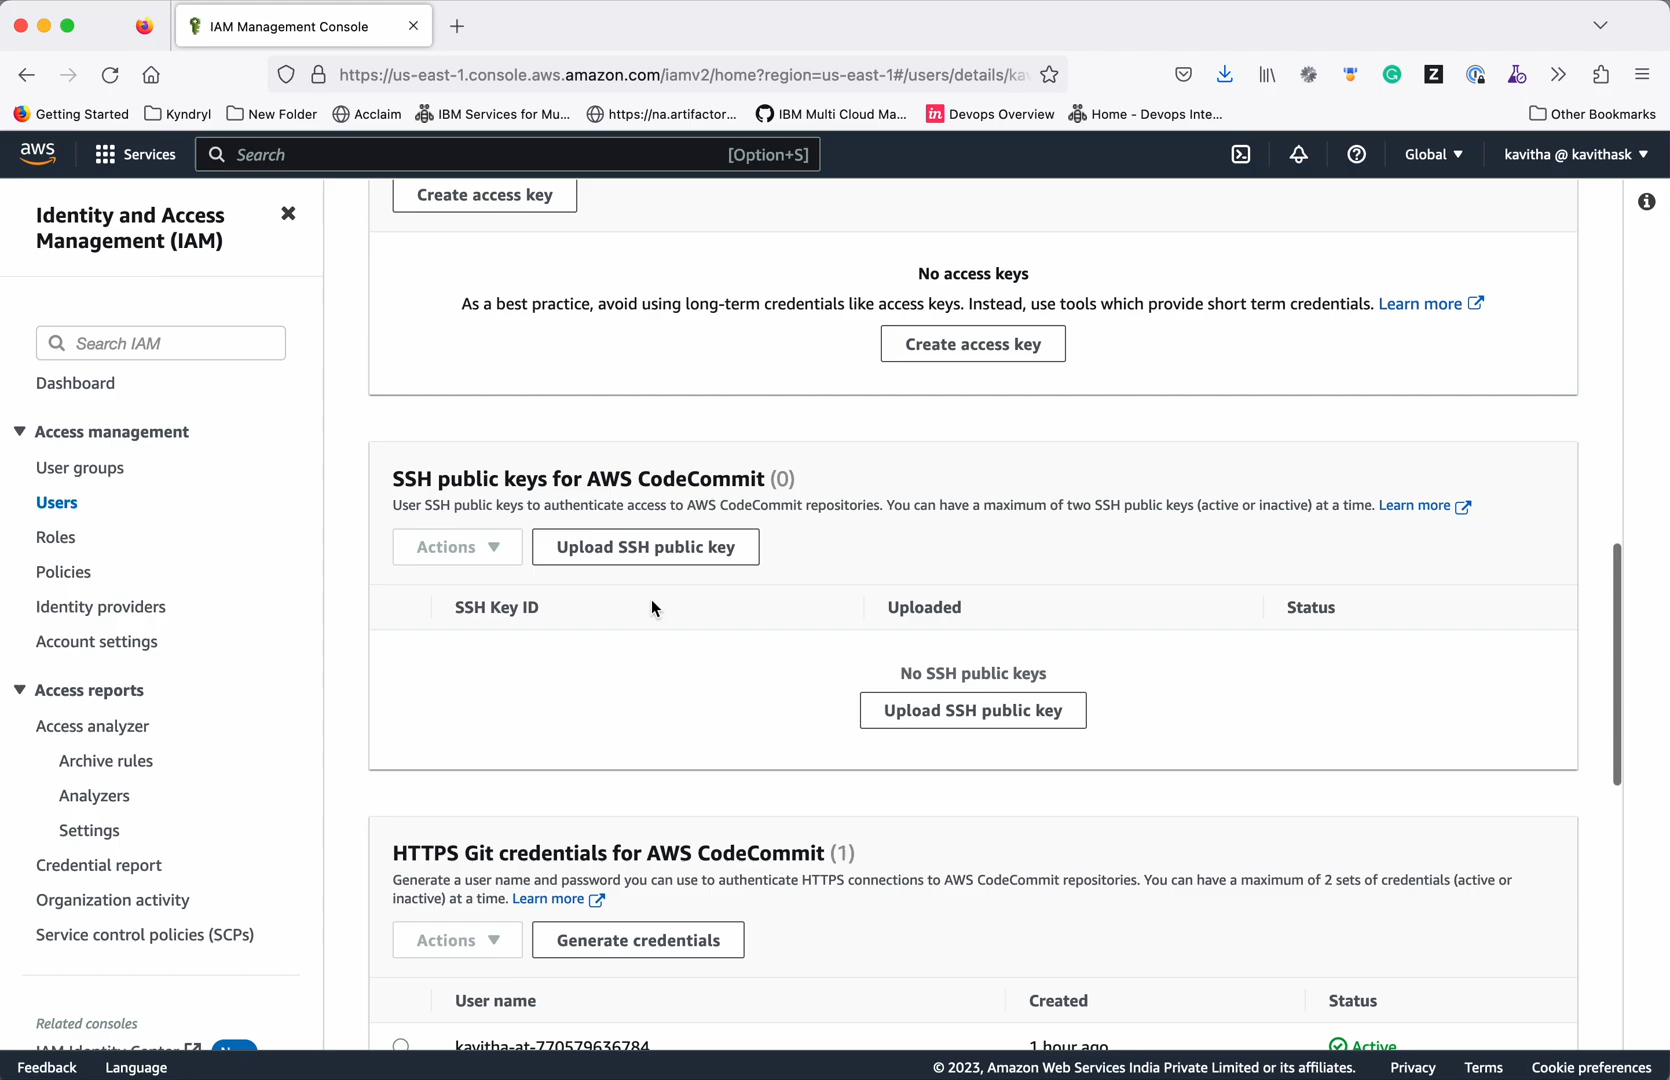 IAM Management Console
https://us-east-1.console.aws.amazon.com/iamv2/home?region=us-east-1#/users/details/kav
Getting Started
Kyndryl
New Folder
Acclaim
IBM Services for Mu...
https://na.artifactor...
IBM Multi Cloud Ma...
Devops Overview
Home - Devops Inte...
Other Bookmarks
aws
Services
Search
[Option+S]
Global
kavitha @ kavithask
Identity and Access
Management (IAM)
Search IAM
Dashboard
Access management
User groups
Users
Roles
Policies
Identity providers
Account settings
Access reports
Access analyzer
Archive rules
Analyzers
Settings
Credential report
Organization activity
Service control policies (SCPs)
Related consoles
IAM Identity Center
Create access key
No access keys
As a best practice, avoid using long-term credentials like access keys. Instead, use tools which provide short term credentials. Learn more
Create access key
SSH public keys for AWS CodeCommit (0)
User SSH public keys to authenticate access to AWS CodeCommit repositories. You can have a maximum of two SSH public keys (active or inactive) at a time. Learn more
Actions
Upload SSH public key
SSH Key ID
Uploaded
Status
No SSH public keys
Upload SSH public key
HTTPS Git credentials for AWS CodeCommit (1)
Generate a user name and password you can use to authenticate HTTPS connections to AWS CodeCommit repositories. You can have a maximum of 2 sets of credentials (active or
inactive) at a time. Learn more
Actions
Generate credentials
User name
Created
Status
kavitha-at-770579636784
1 hour ago
Active
Feedback
Language
© 2023, Amazon Web Services India Private Limited or its affiliates.
Privacy
Terms
Cookie preferences